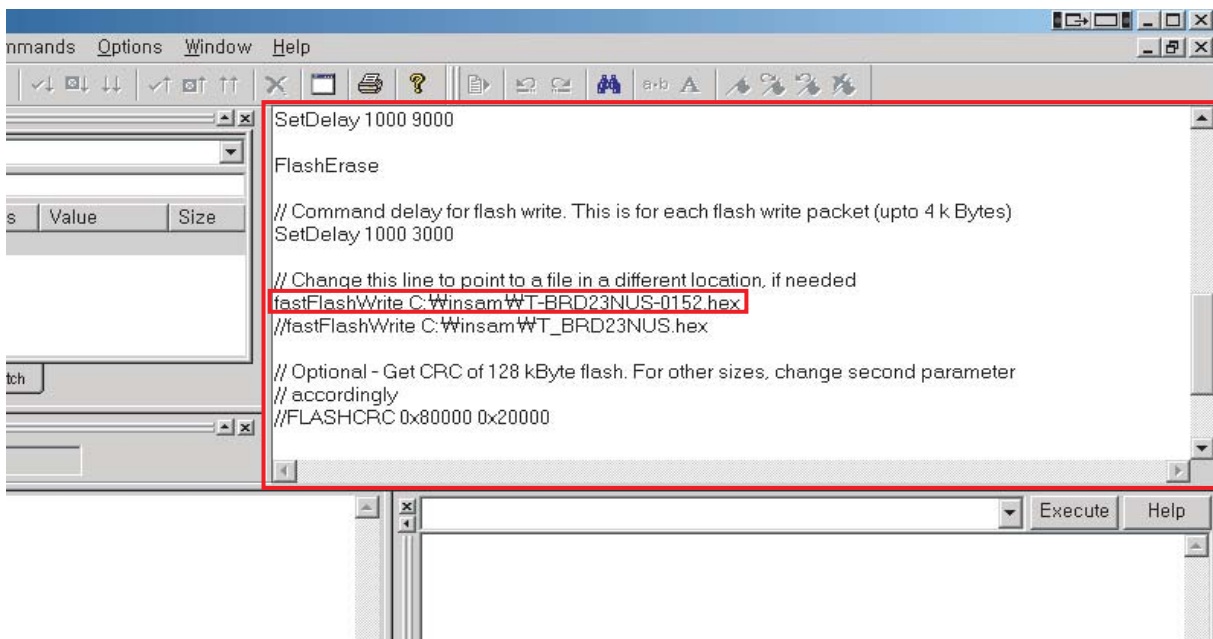 nmands Options Window Help
a+b A
SetDelay 1000 9000
FlashErase
// Command delay for flash write. This is for each flash write packet (upto 4 k Bytes)
SetDelay 1000 3000
// Change this line to point to a file in a different location, if needed
fastFlashWrite C:₩insam₩T-BRD23NUS-0152.hex
//fastFlashWrite C:₩insam₩T_BRD23NUS.hex
// Optional - Get CRC of 128 kByte flash. For other sizes, change second parameter
// accordingly
//FLASHCRC 0x80000 0x20000
s Value Size
tch
Execute Help